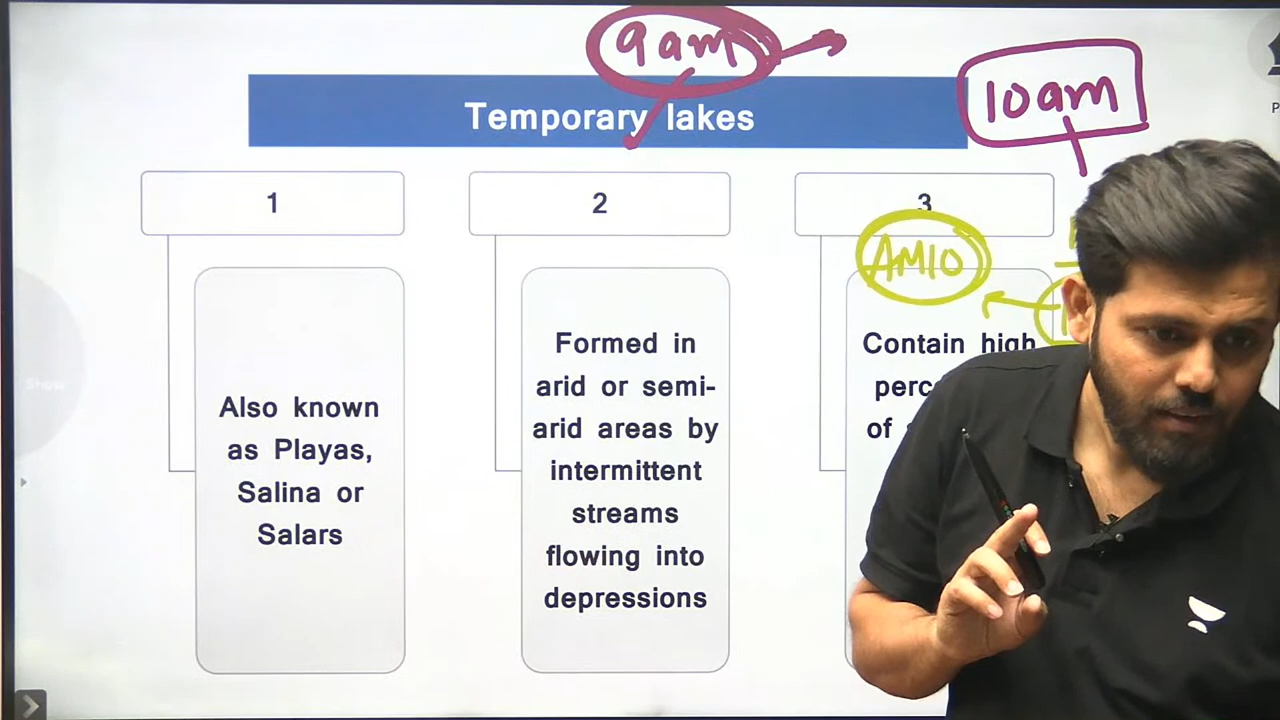 9am
10am
Temporary lakes
1
2
3
AM10
Also known
as Playas,
Salina or
Salars
Formed in
arid or semi-
arid areas by
intermittent
streams
flowing into
depressions
Contain high
of